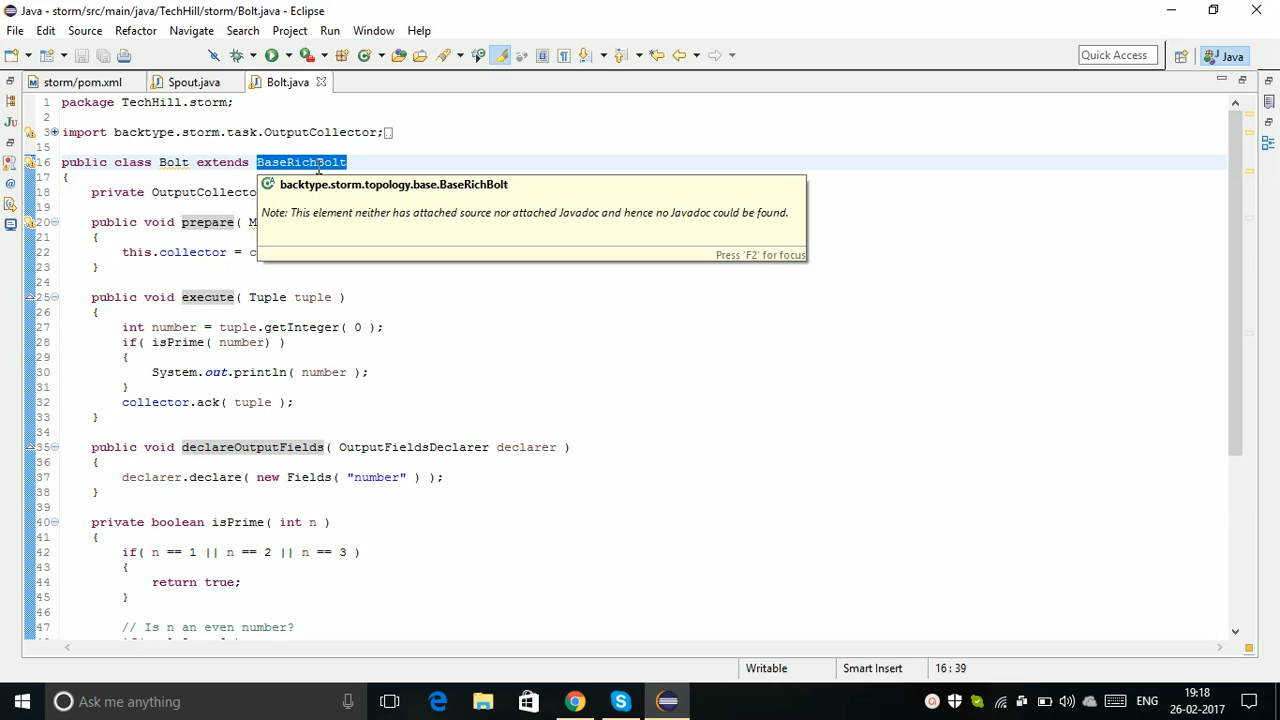 Java - storm/src/main/java/TechHill/storm/Bolt.java - Eclipse
File Edit Source Refactor Navigate Search Project Run Window Help
Quick Access
Java
storm/pom.xml
Spout.java
Bolt.java
1 package TechHill.storm;
2
3 import backtype.storm.task.OutputCollector;
15
16 public class Bolt extends BaseRichBolt
17 {
18 private OutputCollecto
19
20 public void prepare( M
21 {
22 this.collector = c
23 }
24
25 public void execute( Tuple tuple )
26 {
27 int number = tuple.getInteger( 0 );
28 if( isPrime( number) )
29 {
30 System.out.println( number );
31 }
32 collector.ack( tuple );
33 }
34
35 public void declareOutputFields( OutputFieldsDeclarer declarer )
36 {
37 declarer.declare( new Fields( "number" ) );
38 }
39
40 private boolean isPrime( int n )
41 {
42 if( n == 1 || n == 2 || n == 3 )
43 {
44 return true;
45 }
46
47 // Is n an even number?
backtype.storm.topology.base.BaseRichBolt
Note: This element neither has attached source nor attached Javadoc and hence no Javadoc could be found.
Press 'F2' for focus
Writable
Smart Insert
16 : 39
Ask me anything
ENG
19:18
26-02-2017